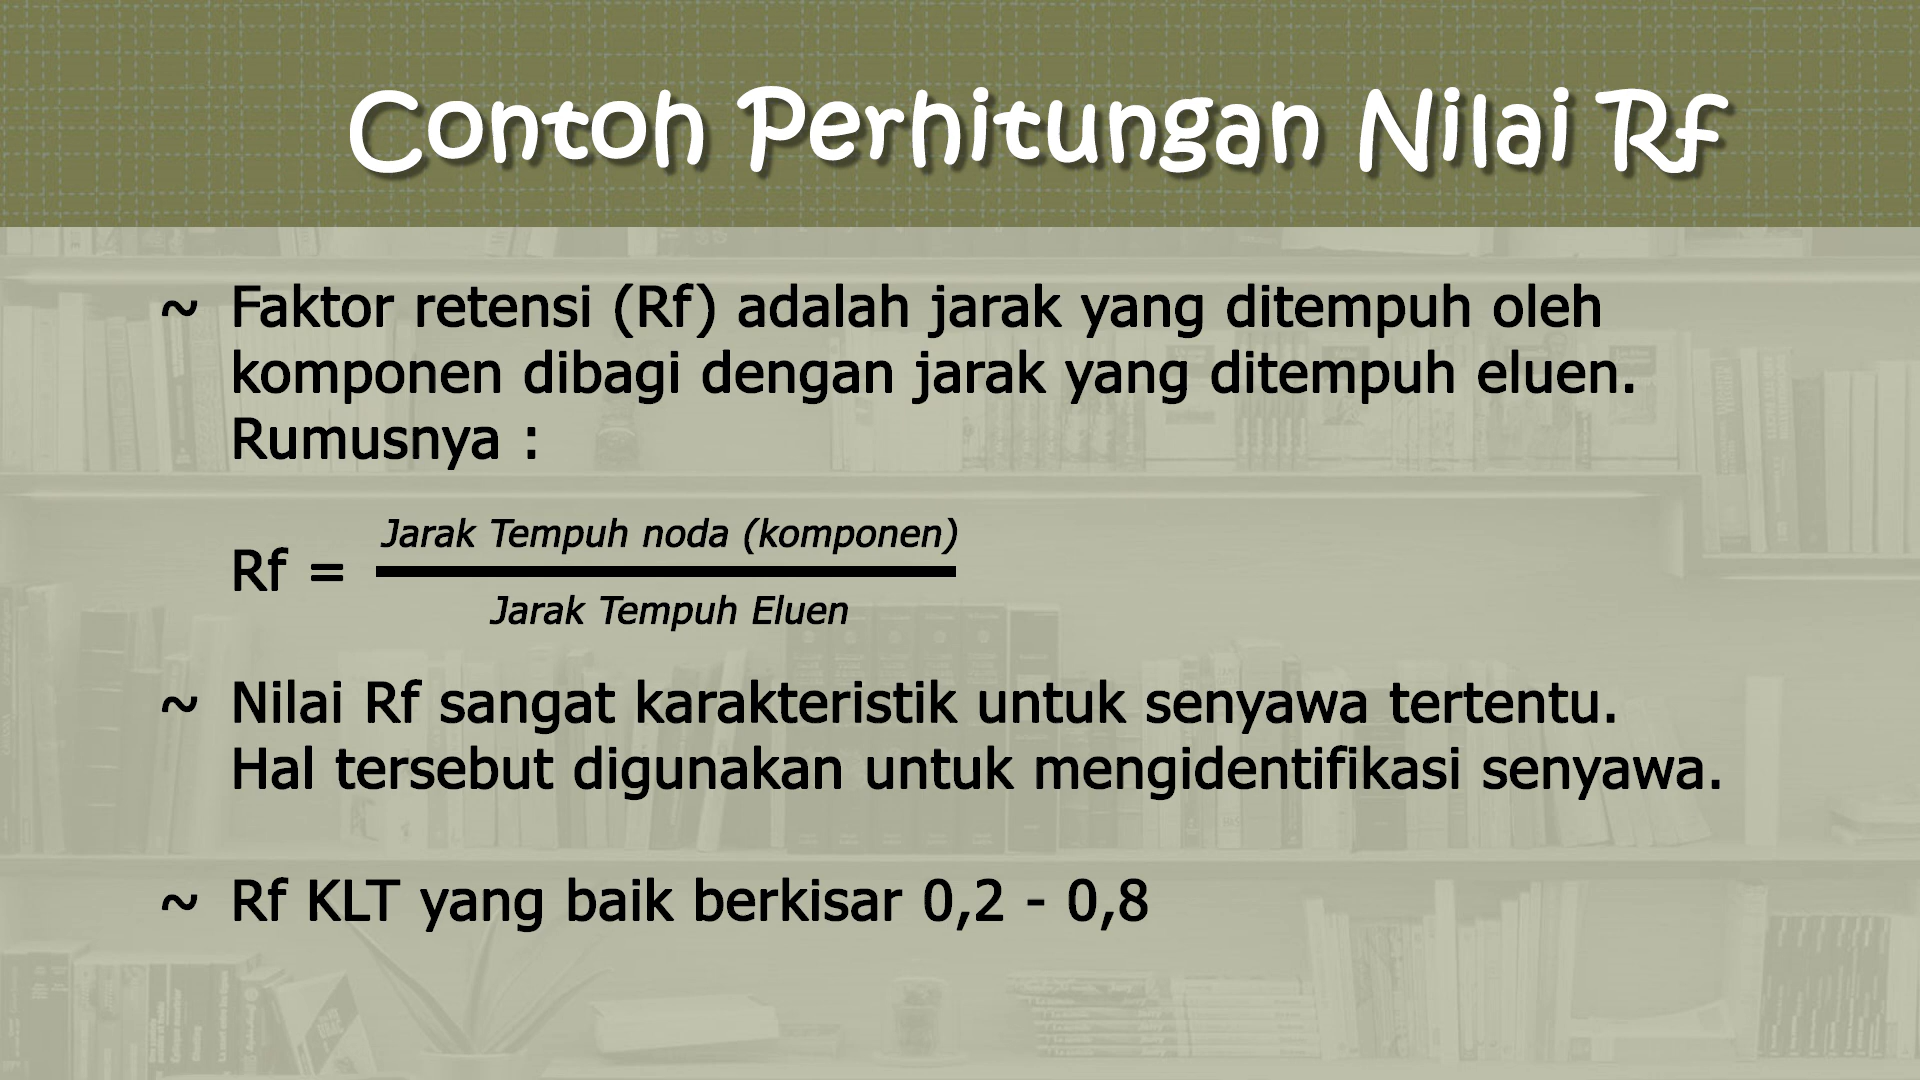 Contoh Perhitungan Nilai Rf
~ Faktor retensi (Rf) adalah jarak yang ditempuh oleh
komponen dibagi dengan jarak yang ditempuh eluen.
Rumusnya :
Jarak Tempuh noda (komponen)
Rf =
Jarak Tempuh Eluen
~ Nilai Rf sangat karakteristik untuk senyawa tertentu.
Hal tersebut digunakan untuk mengidentifikasi senyawa.
~ Rf KLT yang baik berkisar 0,2 - 0,8